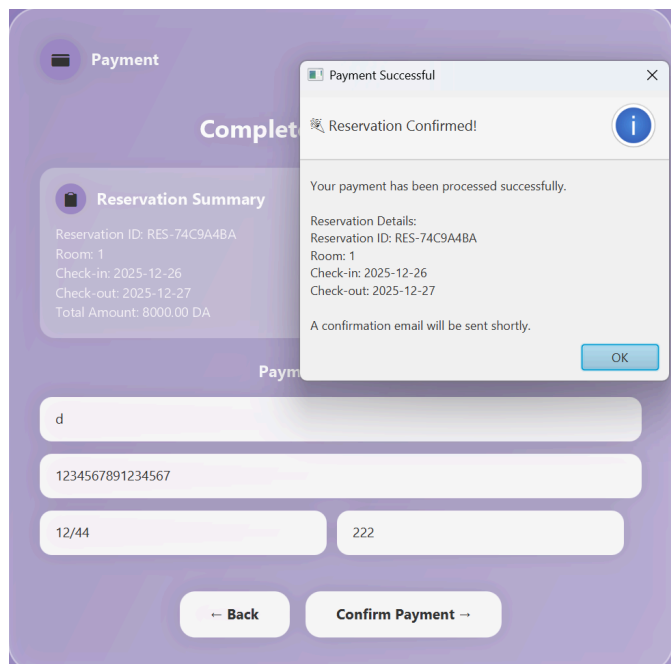 Payment
Complet
Reservation Summary
Reservation ID: RES-74C9A4BA
Room: 1
Check-in: 2025-12-26
Check-out: 2025-12-27
Total Amount: 8000.00 DA
Payment Successful
Reservation Confirmed!
Your payment has been processed successfully.
Reservation Details:
Reservation ID: RES-74C9A4BA
Room: 1
Check-in: 2025-12-26
Check-out: 2025-12-27
A confirmation email will be sent shortly.
OK
Paym
d
1234567891234567
12/44
222
← Back
Confirm Payment →